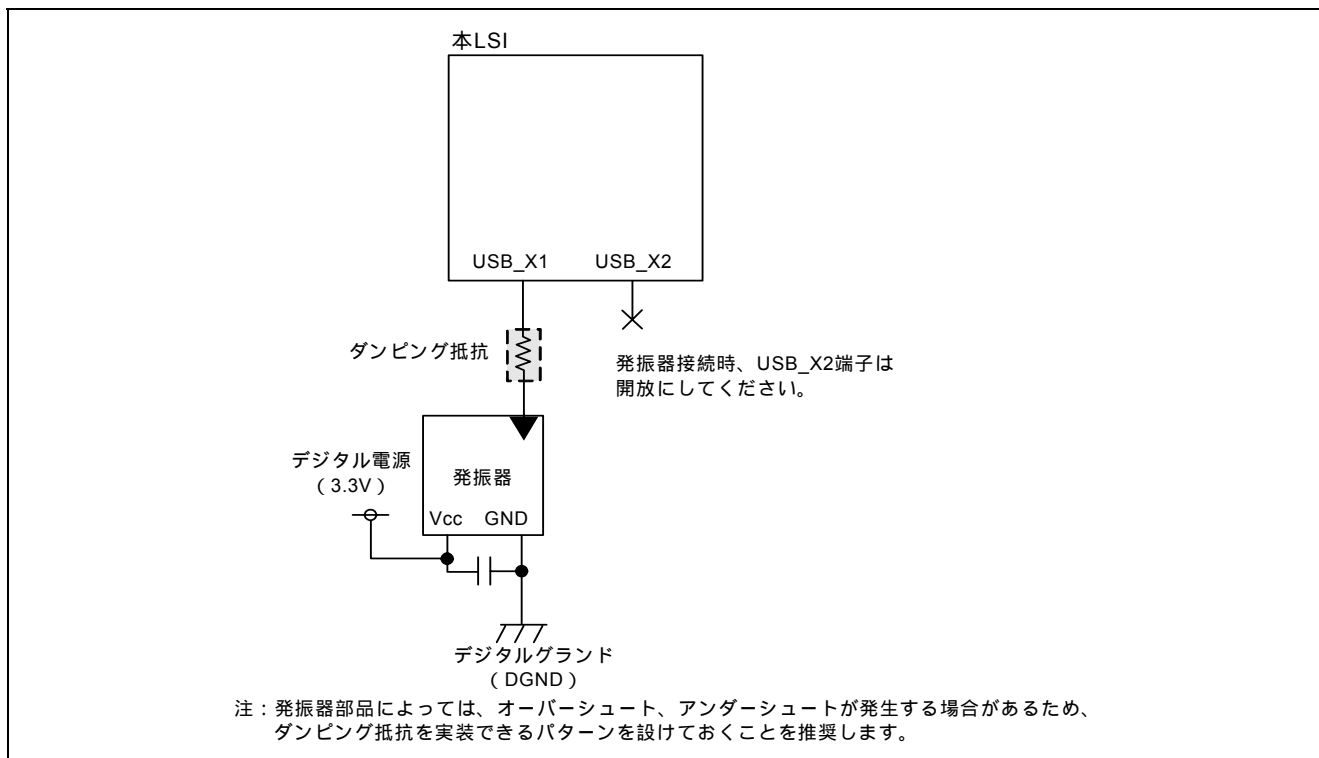 本LSI
USB_X1 USB_X2
ダンピング抵抗
発振器接続時、USB_X2端子は
開放にしてください。
デジタル電源
（3.3V）
発振器
Vcc GND
デジタルグランド
（DGND）
注：発振器部品によっては、オーバーシュート、アンダーシュートが発生する場合があるため、
ダンピング抵抗を実装できるパターンを設けておくことを推奨します。